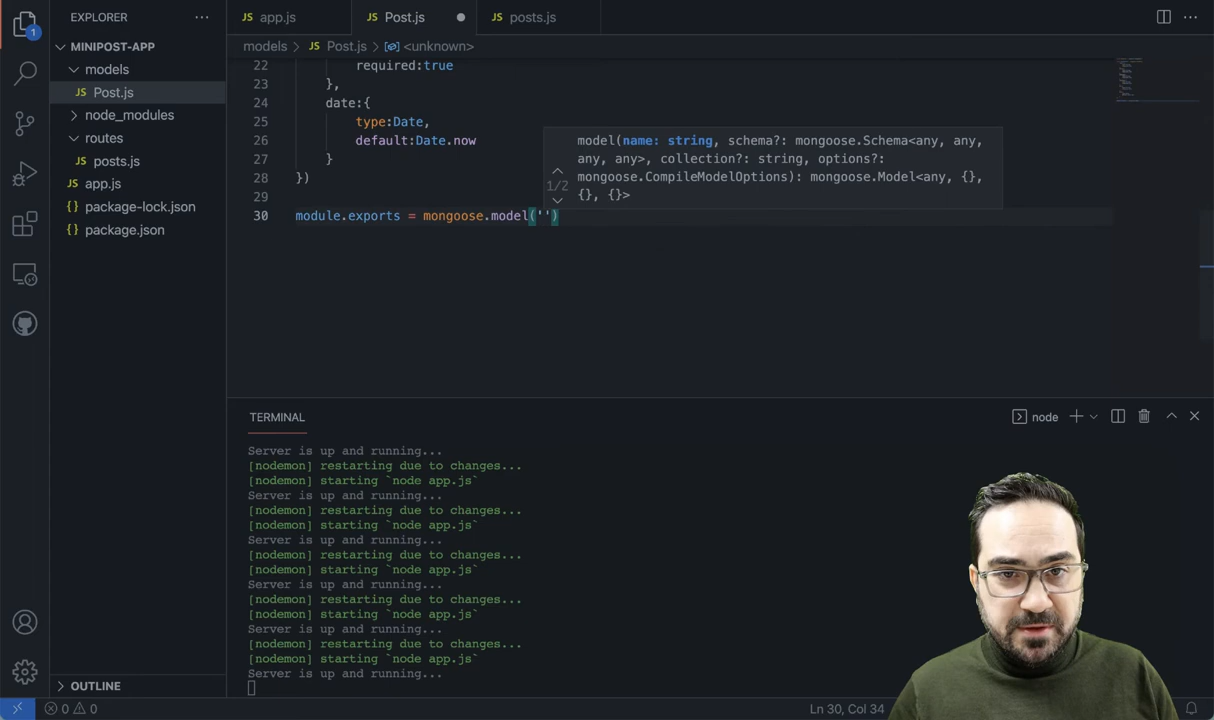 EXPLORER
app.js
Post.js
posts.js
1
MINIPOST-APP
models > JS Post.js > <unknown>
models
JS Post.js
node_modules
routes
JS posts.js
JS app.js
{} package-lock.json
{} package.json
22 required:true
23 },
24 date:{
25 type:Date,
26 default:Date.now
27 }
28 })
29
30 module.exports = mongoose.model('')
1/2
model(name: string, schema?: mongoose.Schema<any, any,
any, any>, collection?: string, options?:
mongoose.CompileModelOptions): mongoose.Model<any, {},
{}, {}>
TERMINAL
node
Server is up and running...
[nodemon] restarting due to changes...
[nodemon] starting `node app.js`
Server is up and running...
[nodemon] restarting due to changes...
[nodemon] starting `node app.js`
Server is up and running...
[nodemon] restarting due to changes...
[nodemon] starting `node app.js`
Server is up and running...
[nodemon] restarting due to changes...
[nodemon] starting `node app.js`
Server is up and running...
[nodemon] restarting due to changes...
[nodemon] starting `node app.js`
Server is up and running...
OUTLINE
0 0
Ln 30, Col 34